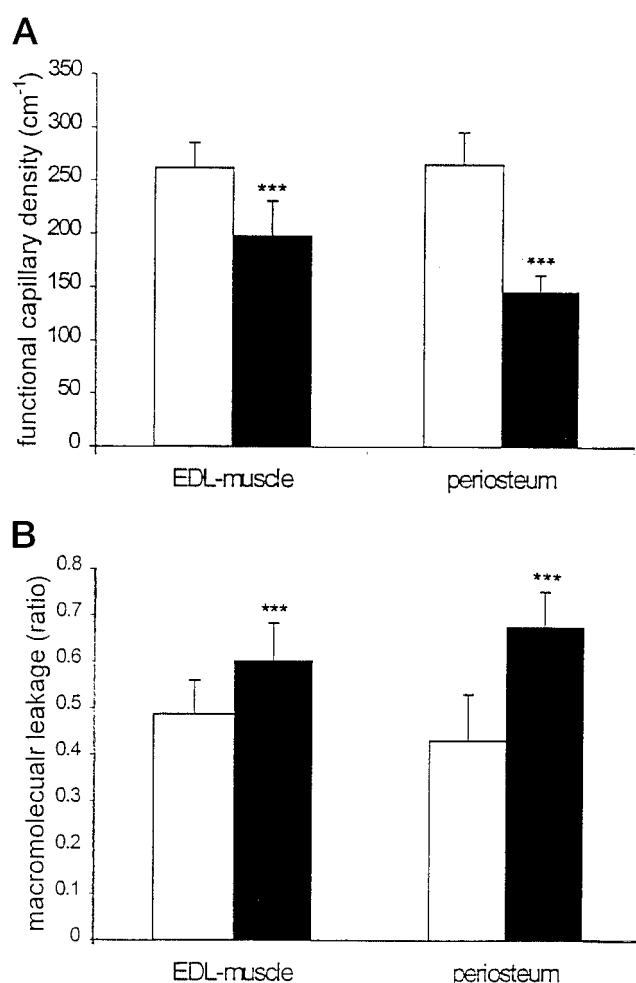 A
functional capillary density (cm-1)
350
300
250
200
150
100
50
0
***
***
EDL-muscle
periosteum
B
macromolecualr leakage (ratio)
0.8
0.7
0.6
0.5
0.4
0.3
0.2
0.1
0
***
***
EDL-muscle
periosteum